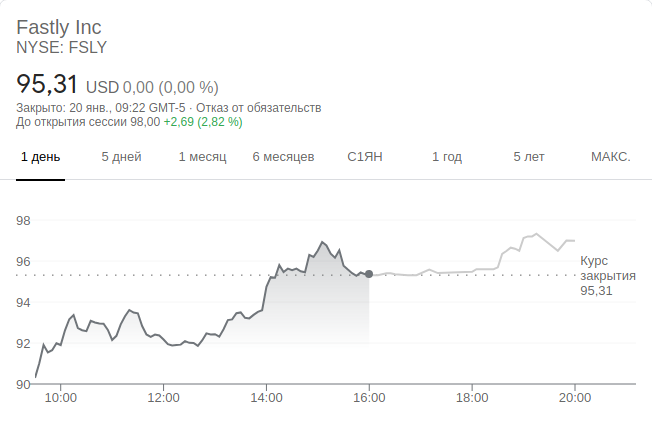 Fastly Inc
NYSE: FSLY
95,31 USD 0,00 (0,00 %)
Закрыто: 20 янв., 09:22 GMT-5 · Отказ от обязательств
До открытия сессии 98,00 +2,69 (2,82 %)
1 день 5 дней 1 месяц 6 месяцев С1ЯН 1 год 5 лет МАКС.
98
96
94
92
90
Курс
закрытия
95,31
10:00 12:00 14:00 16:00 18:00 20:00